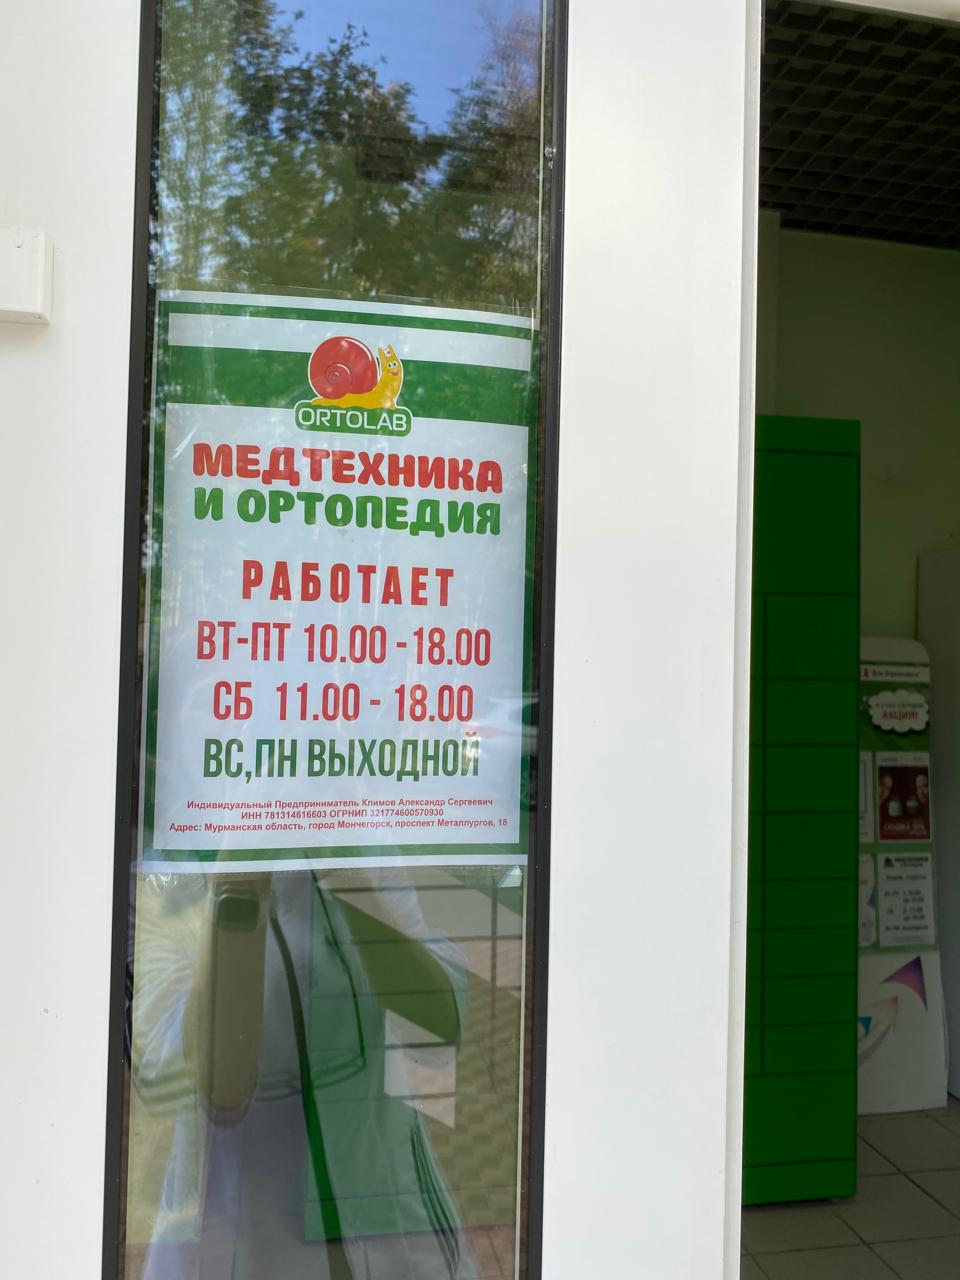 ORTOLAB
МЕДТЕХНИКА
И ОРТОПЕДИЯ
РАБОТАЕТ
ВТ-ПТ 10.00 - 18.00
СБ 11.00 - 18.00
ВС,ПН ВЫХОДНОЙ
Индивидуальный Предприниматель Климов Александр Сергеевич
ИНН 781314616603 ОГРНИП 321774600570930
Адрес: Мурманская область, город Мончегорск, проспект Металлургов, 18
АКЦИЯ!